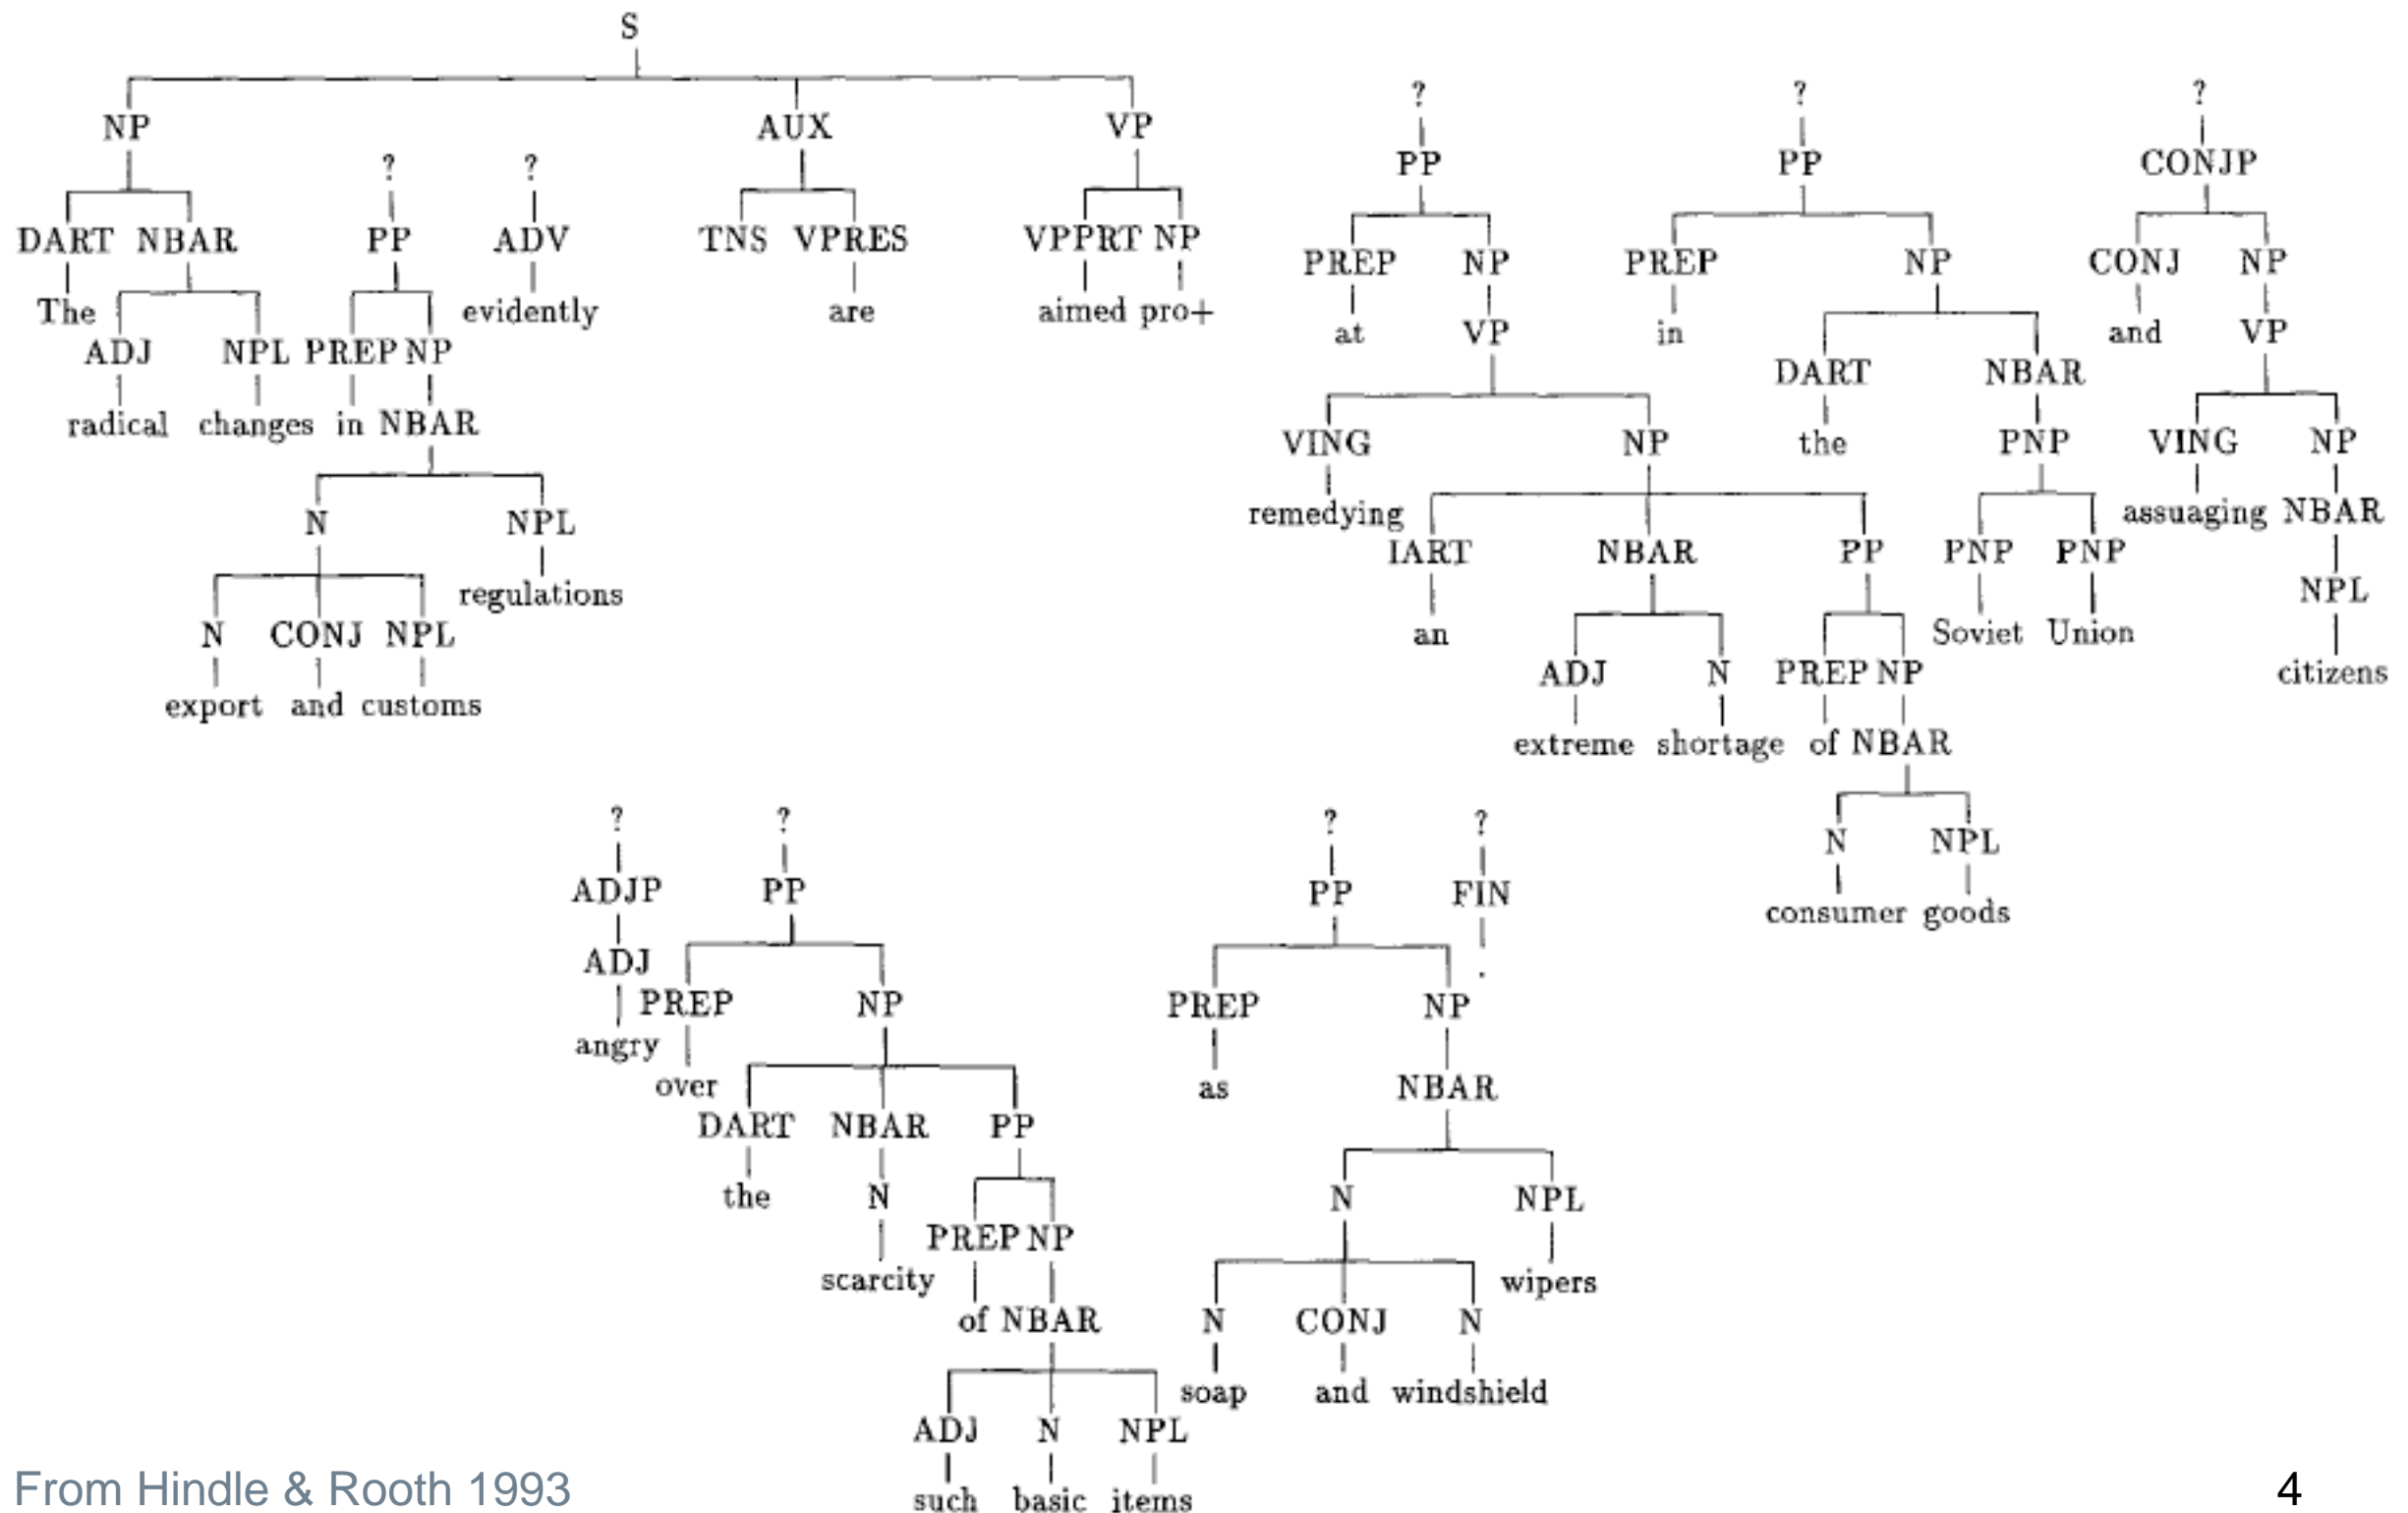 S
NP AUX VP
? ? ? ? ?
PP PP CONJP
DART NBAR PP ADV TNS VPRES VPPRT NP
PREP NP PREP NP CONJ NP
The evidently are aimed pro+
at VP in and VP
ADJ NPL PREP NP
DART NBAR
radical changes in NBAR
VING NP the PNP VING NP
N NPL
remedying assuaging NBAR
IART NBAR PP PNP PNP
regulations NPL
N CONJ NPL an Soviet Union
ADJ N PREP NP citizens
export and customs
extreme shortage of NBAR
? ? ? ?
N NPL
ADJP PP PP FIN
consumer goods
ADJ .
PREP NP PREP NP
angry
over as NBAR
DART NBAR PP
the N N NPL
PREP NP
scarcity wipers
of NBAR N CONJ N
soap and windshield
ADJ N NPL
such basic items
From Hindle & Rooth 1993
4